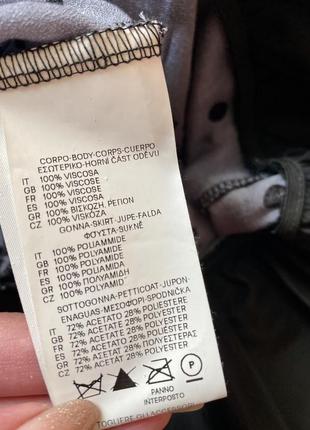 CORPO-BODY-CORPS-CUERPO
ΕΣΩΤΕΡΙΚΟ-HORNÍ ČÁST ODĚVU
IT 100% VISCOSA
GB 100% VISCOSE
FR 100% VISCOSE
ES 100% VISCOSA
GR 100% ΒΙΣΚΟΖΗ, ΡΕΓΙΟΝ
CZ 100% VISKÓZA
GONNA-SKIRT-JUPE-FALDA
ΦΟΥΣΤΑ-SUKNĚ
IT 100% POLIAMMIDE
GB 100% POLYAMIDE
FR 100% POLYAMIDE
ES 100% POLIAMIDA
GR 100% ΠΟΛΥΑΜΙΔΗ
CZ 100% POLYAMID
SOTTOGONNA-PETTICOAT-JUPON-
ENAGUAS-ΜΕΣΟΦΟΡΙ-SPODNIČKA
IT 72% ACETATO 28% POLIESTERE
GB 72% ACETATE 28% POLYESTER
FR 72% ACETATE 28% POLYESTER
ES 72% ACETATO 28% POLIESTER
GR 72% ΑΣΕΤΑΤ 28% ΠΟΛΥΕΣΤΕΡΑΣ
CZ 72% ACETÁT 28% POLYESTER
PANNO
INTERPOSTO
TOGLIERE GLI ACCESSORI